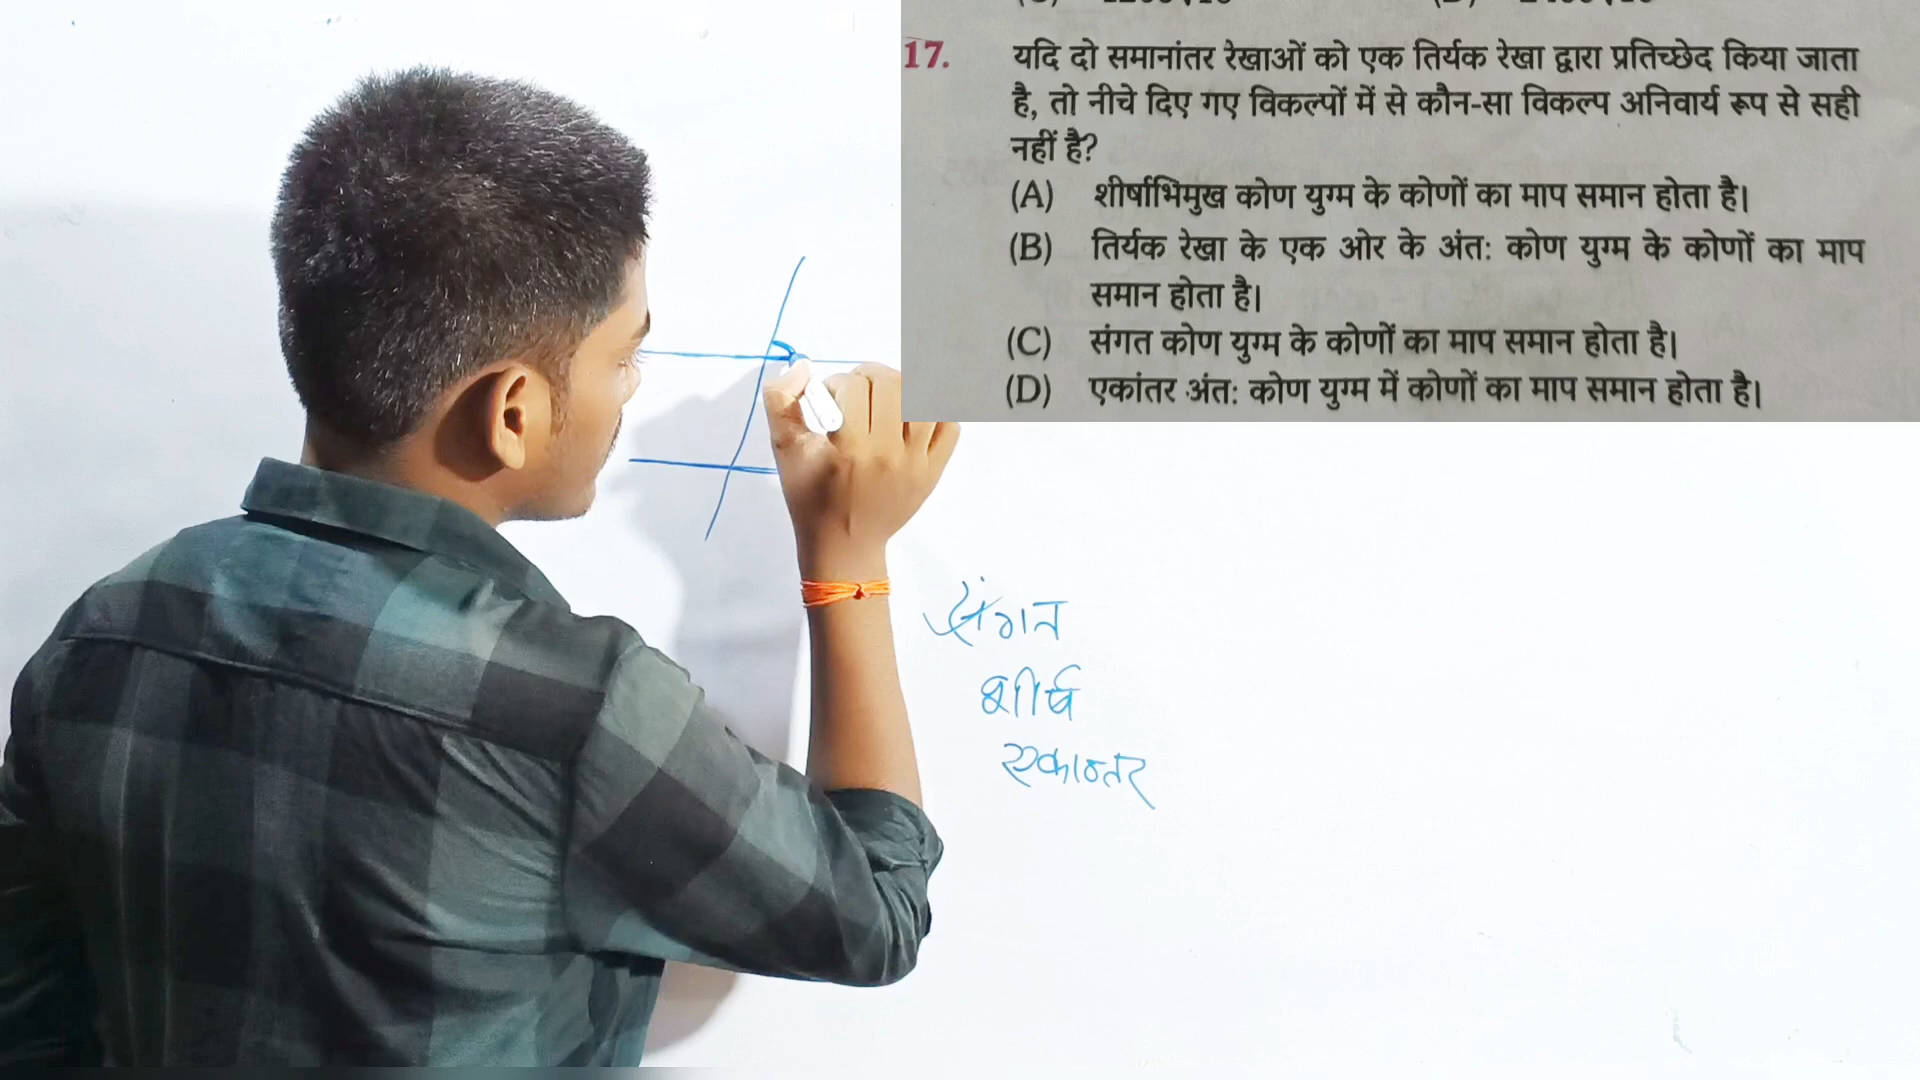 17. यदि दो समानांतर रेखाओं को एक तिर्यक रेखा द्वारा प्रतिच्छेद किया जाता
है, तो नीचे दिए गए विकल्पों में से कौन-सा विकल्प अनिवार्य रूप से सही
नहीं है?
(A) शीर्षाभिमुख कोण युग्म के कोणों का माप समान होता है।
(B) तिर्यक रेखा के एक ओर के अंत: कोण युग्म के कोणों का माप
समान होता है।
(C) संगत कोण युग्म के कोणों का माप समान होता है।
(D) एकांतर अंत: कोण युग्म में कोणों का माप समान होता है।
संगत
शीर्ष
एकान्तर